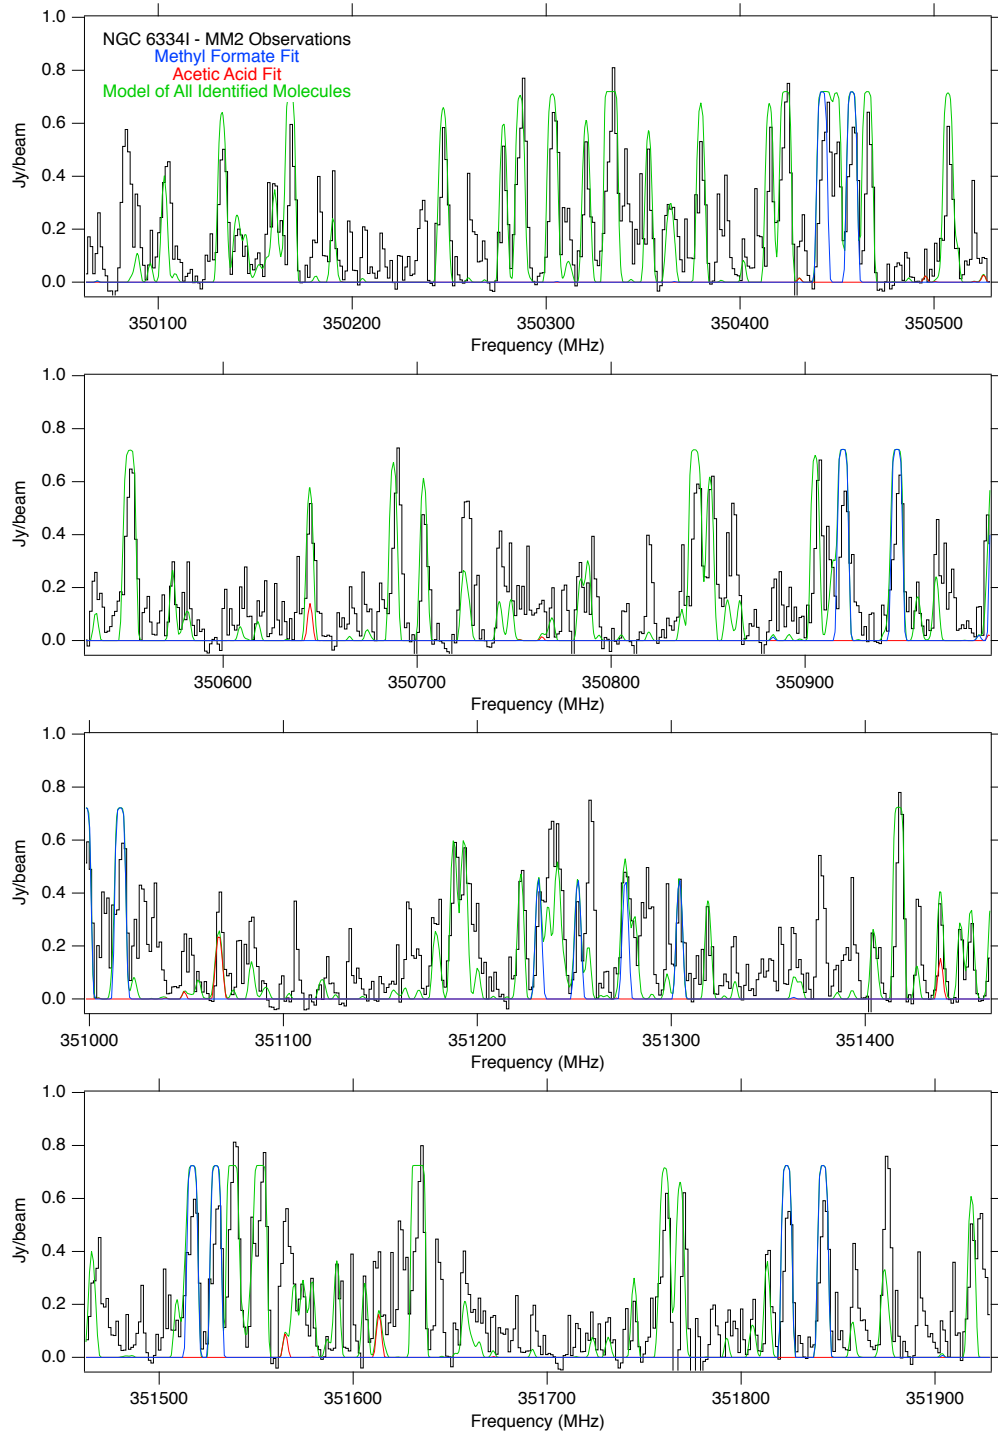 1.0
NGC 6334I - MM2 Observations
Methyl Formate Fit
Acetic Acid Fit
Model of All Identified Molecules
0.8
0.6
0.4
0.2
0.0
Jy/beam
350100 350200 350300 350400 350500
Frequency (MHz)
1.0
0.8
0.6
0.4
0.2
0.0
Jy/beam
350600 350700 350800 350900
Frequency (MHz)
1.0
0.8
0.6
0.4
0.2
0.0
Jy/beam
351000 351100 351200 351300 351400
Frequency (MHz)
1.0
0.8
0.6
0.4
0.2
0.0
Jy/beam
351500 351600 351700 351800 351900
Frequency (MHz)